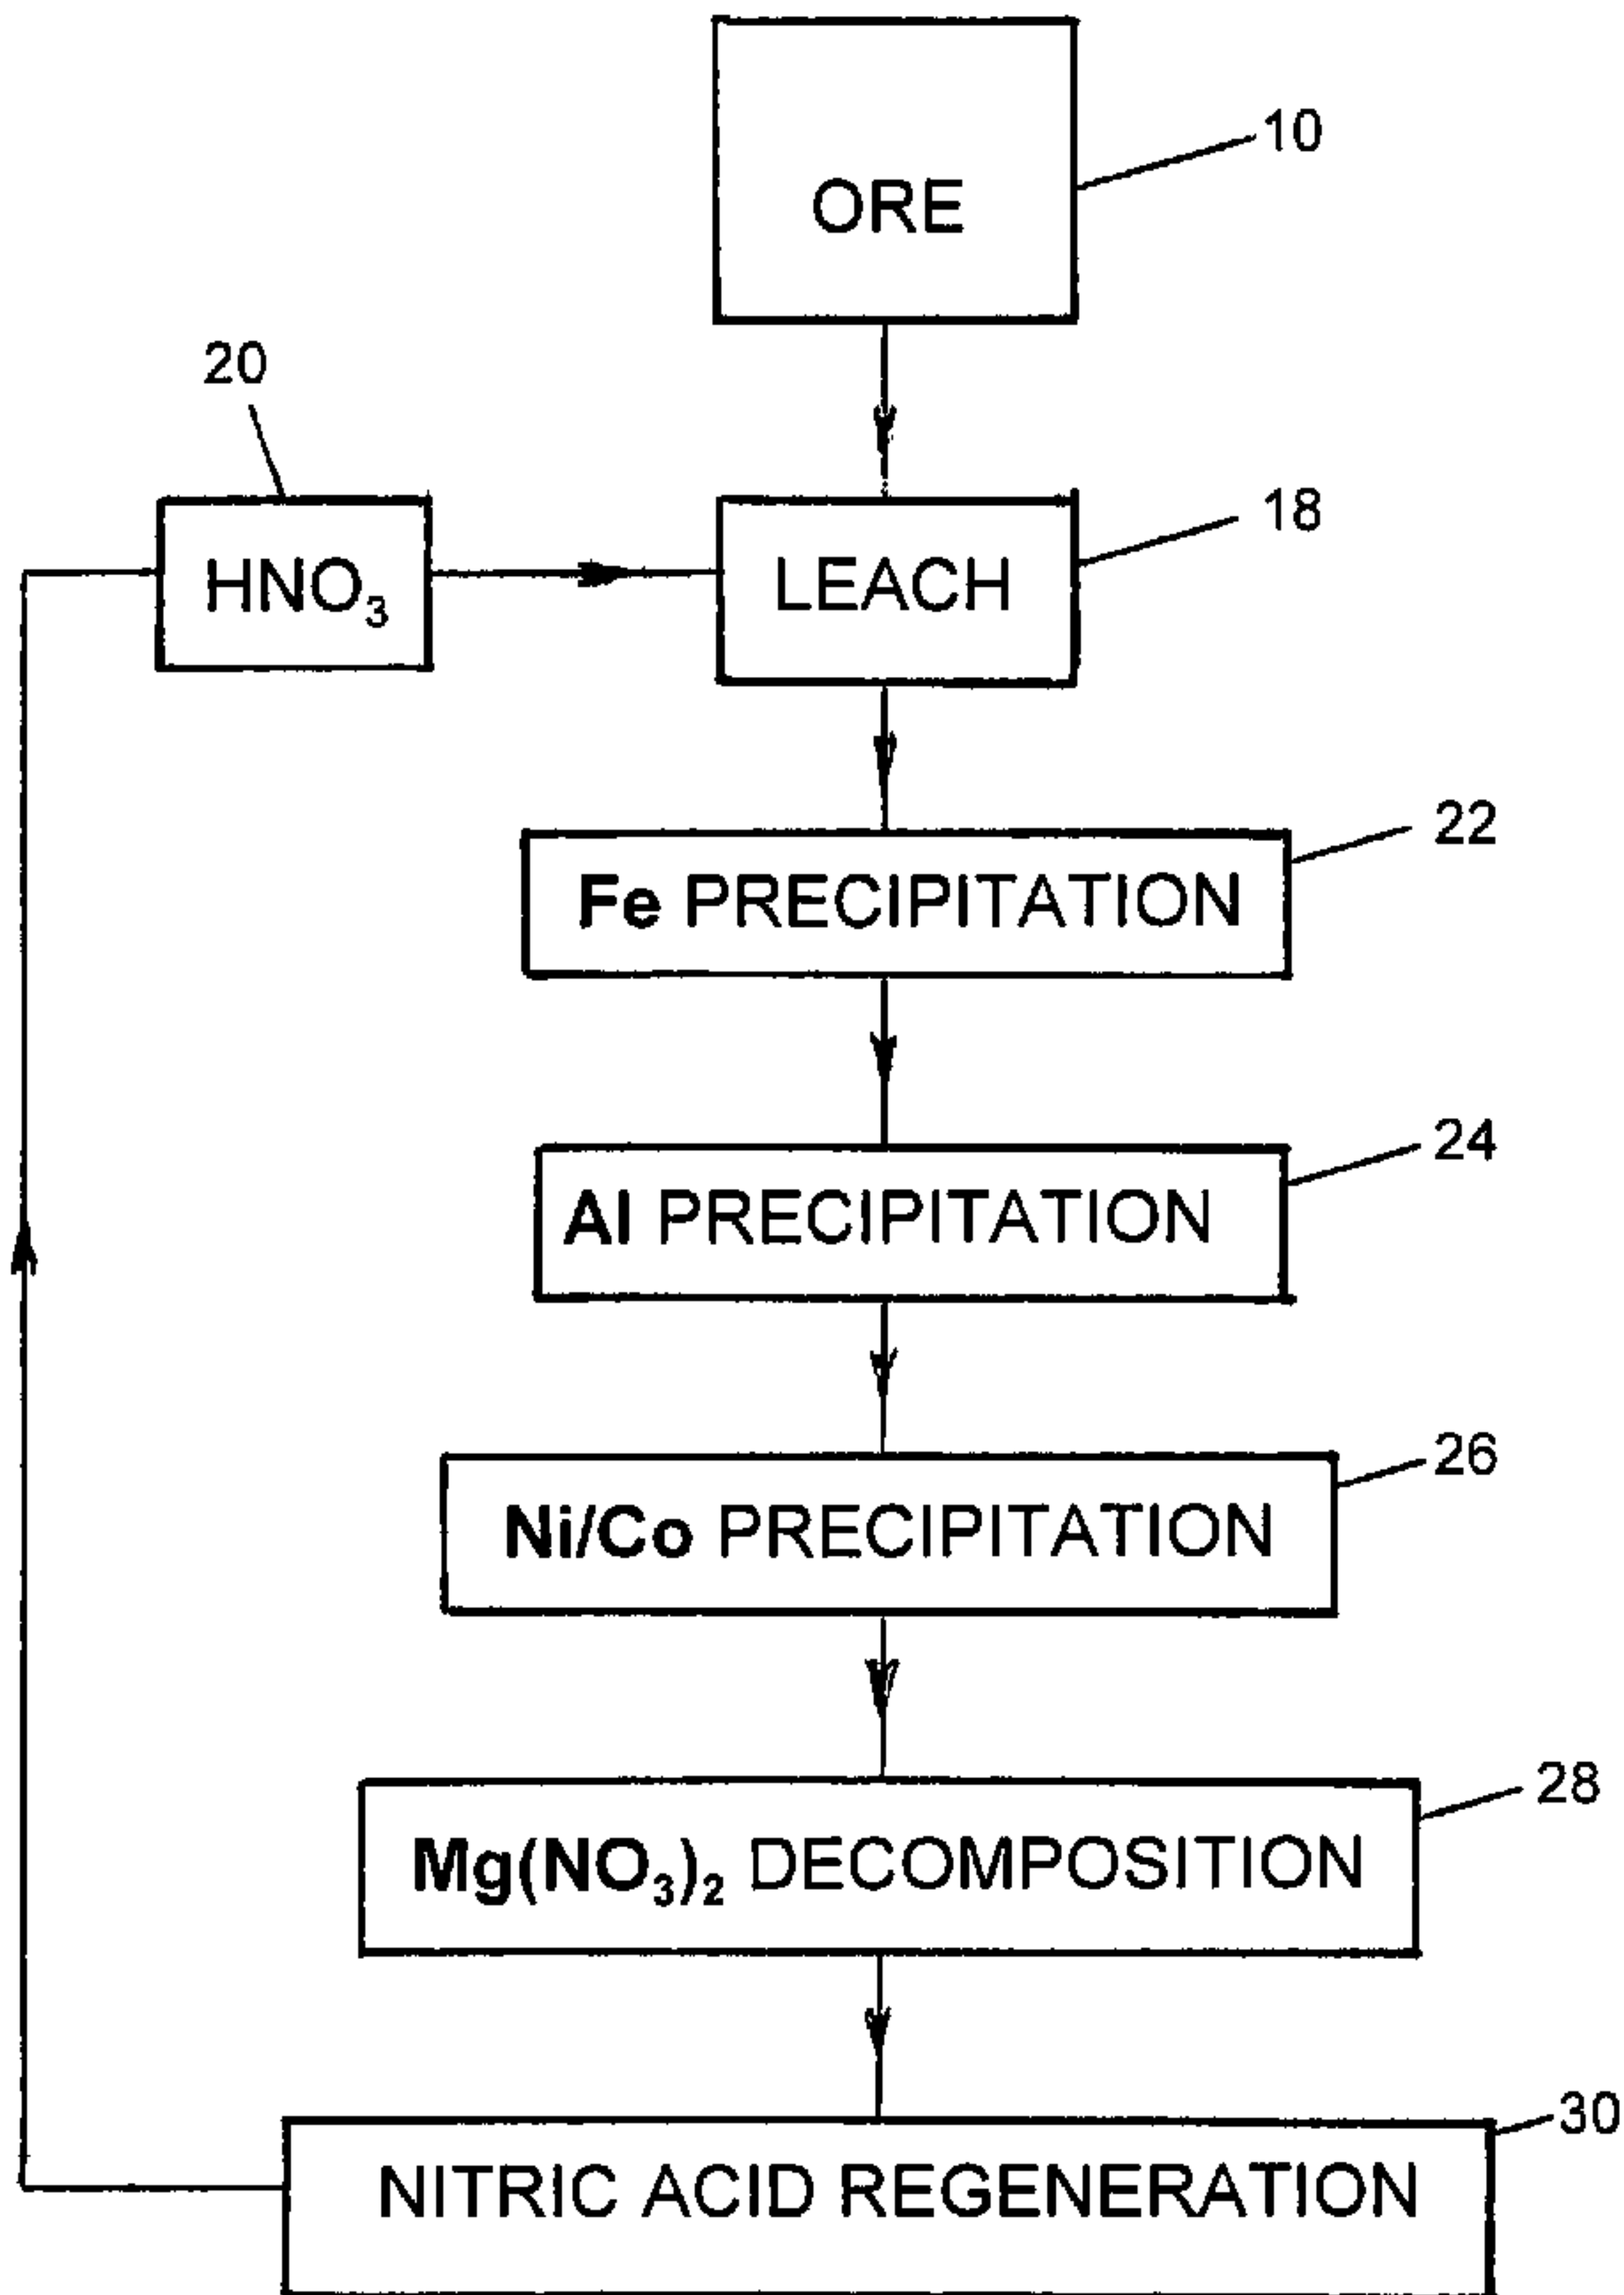 10
ORE
20
18
HNO₃
LEACH
22
Fe PRECIPITATION
24
Al PRECIPITATION
26
Ni/Co PRECIPITATION
28
Mg(NO₃)₂ DECOMPOSITION
30
NITRIC ACID REGENERATION